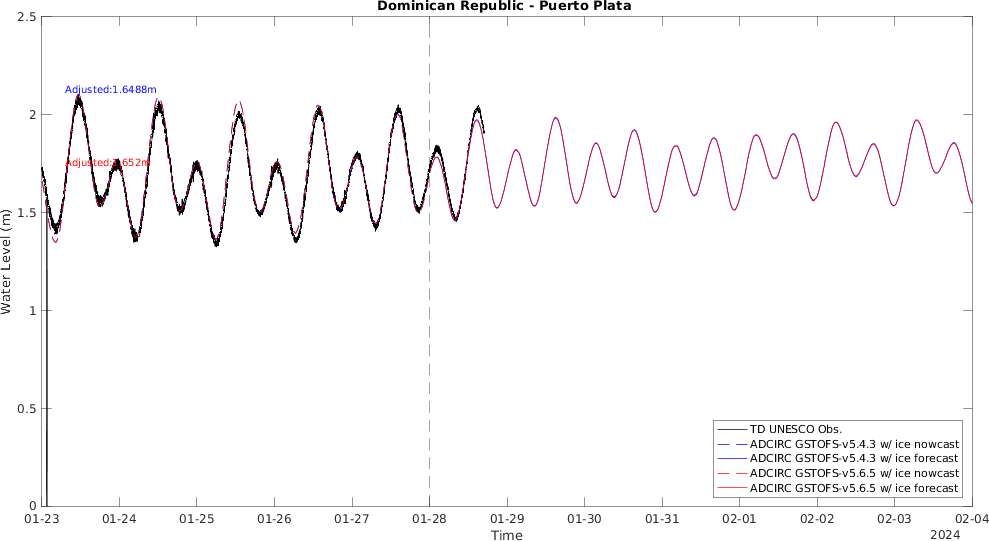 Dominican Republic - Puerto Plata
2.5
2
1.5
1
0.5
0
Water Level (m)
Adjusted:1.6488m
Adjusted:1.652m
TD UNESCO Obs.
ADCIRC GSTOFS-v5.4.3 w/ ice nowcast
ADCIRC GSTOFS-v5.4.3 w/ ice forecast
ADCIRC GSTOFS-v5.6.5 w/ ice nowcast
ADCIRC GSTOFS-v5.6.5 w/ ice forecast
01-23 01-24 01-25 01-26 01-27 01-28 01-29 01-30 01-31 02-01 02-02 02-03 02-04
Time
2024